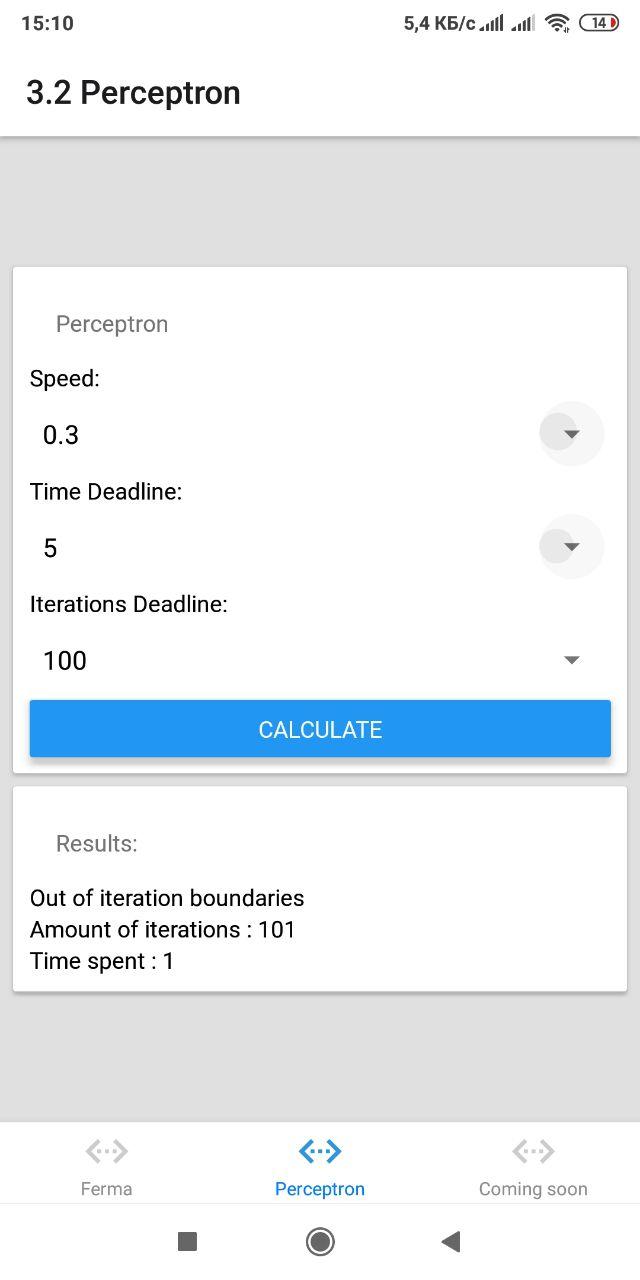 15:10 5,4 КБ/с 14
3.2 Perceptron
Perceptron
Speed:
0.3
Time Deadline:
5
Iterations Deadline:
100
CALCULATE
Results:
Out of iteration boundaries
Amount of iterations : 101
Time spent : 1
Ferma Perceptron Coming soon